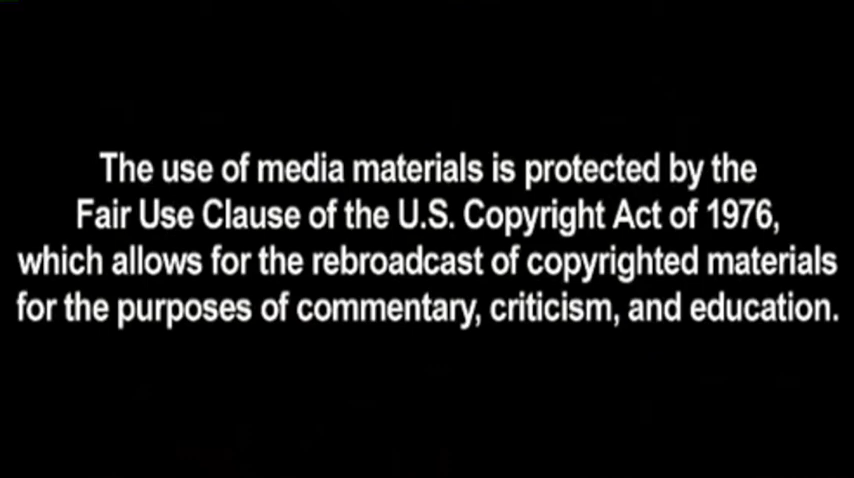 The use of media materials is protected by the
Fair Use Clause of the U.S. Copyright Act of 1976,
which allows for the rebroadcast of copyrighted materials
for the purposes of commentary, criticism, and education.